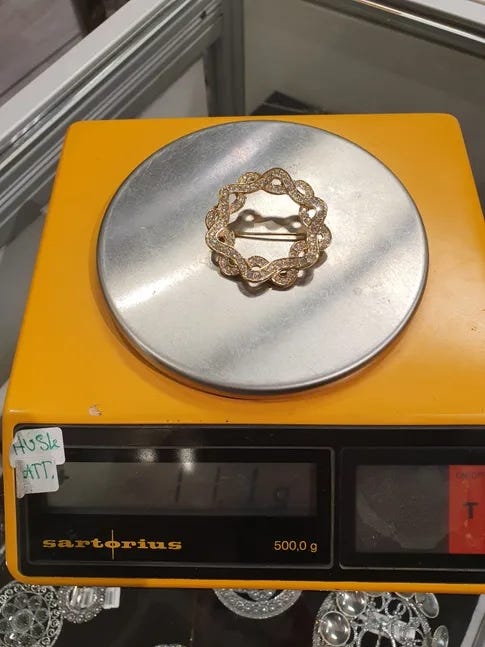 HUSK
ATT.
11.1 g
sartorius
500,0 g
T